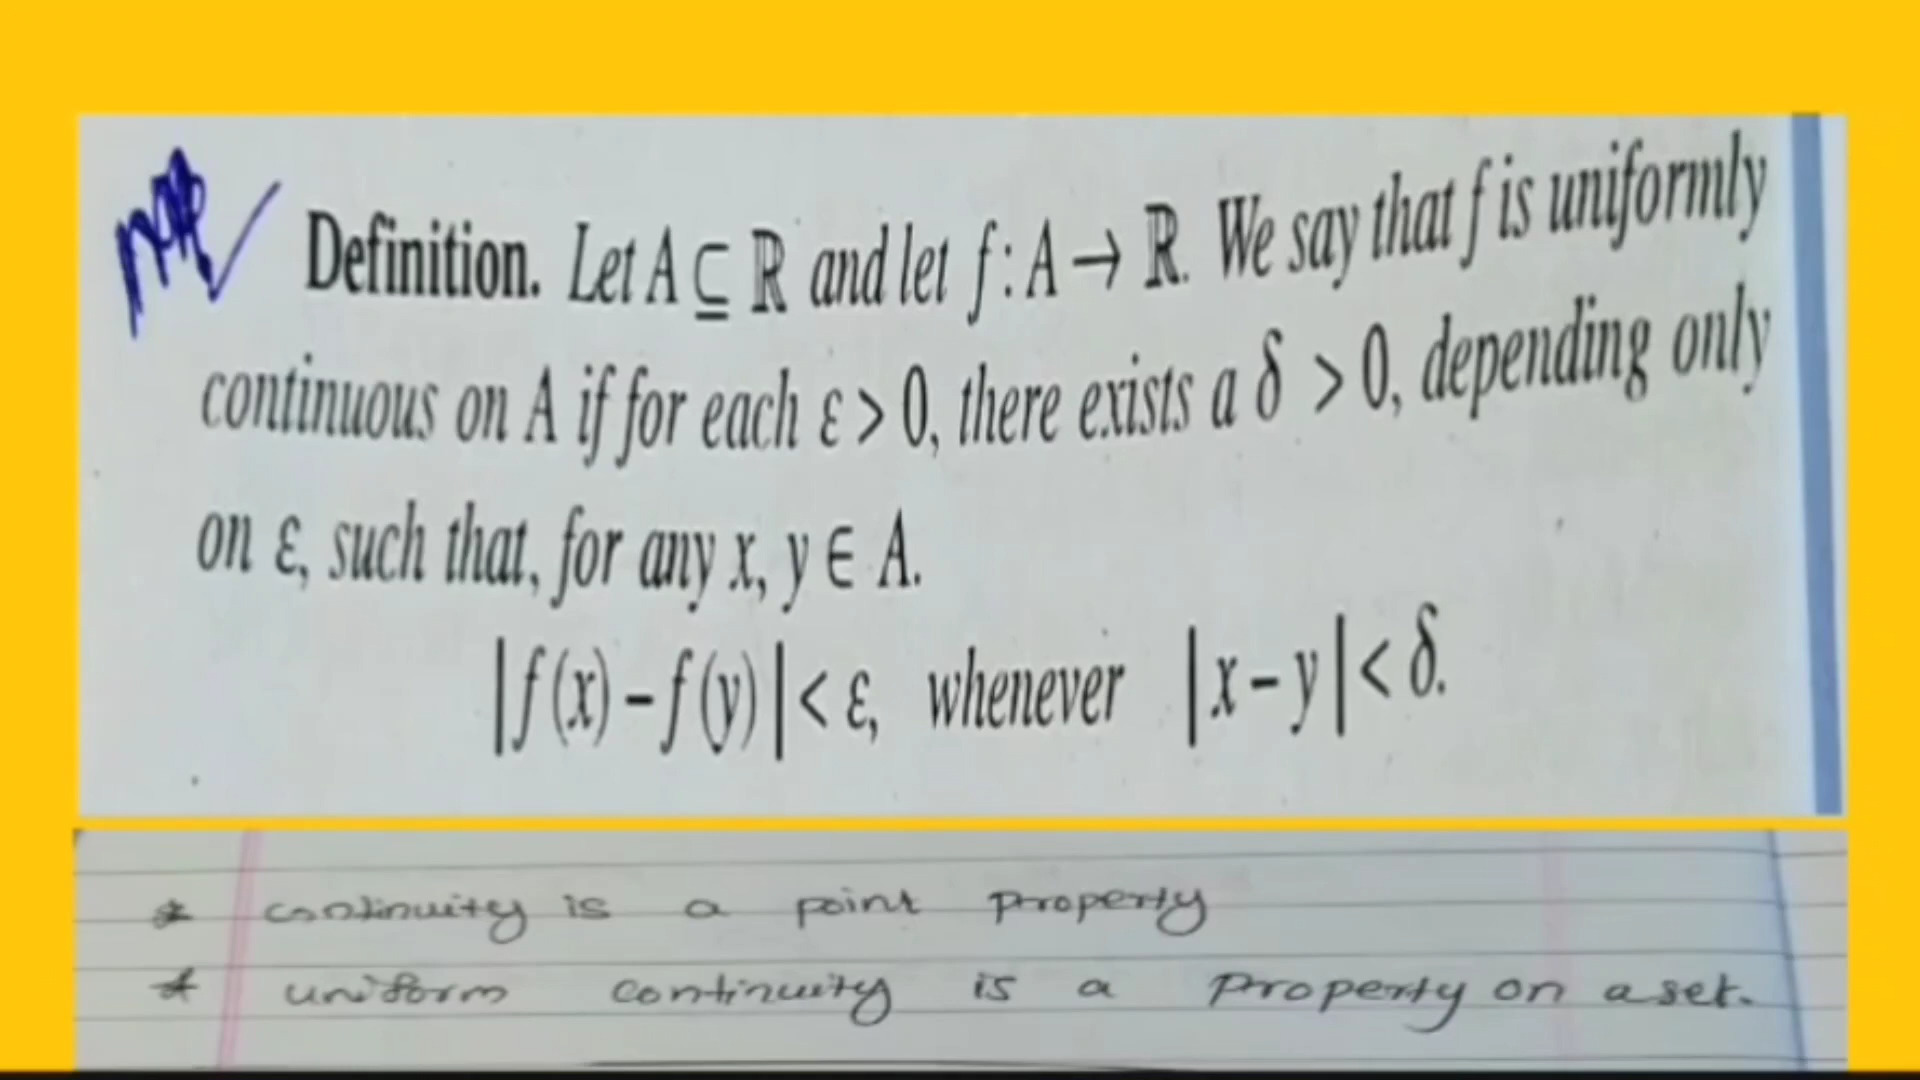 Note
Definition. Let A ⊆ ℝ and let f : A → ℝ. We say that f is uniformly
continuous on A if for each ε > 0, there exists a δ > 0, depending only
on ε, such that, for any x, y ∈ A.
|f (x) – f (y) | < ε, whenever | x – y | < δ.
* continuity is a point property
* uniform continuity is a property on a set.